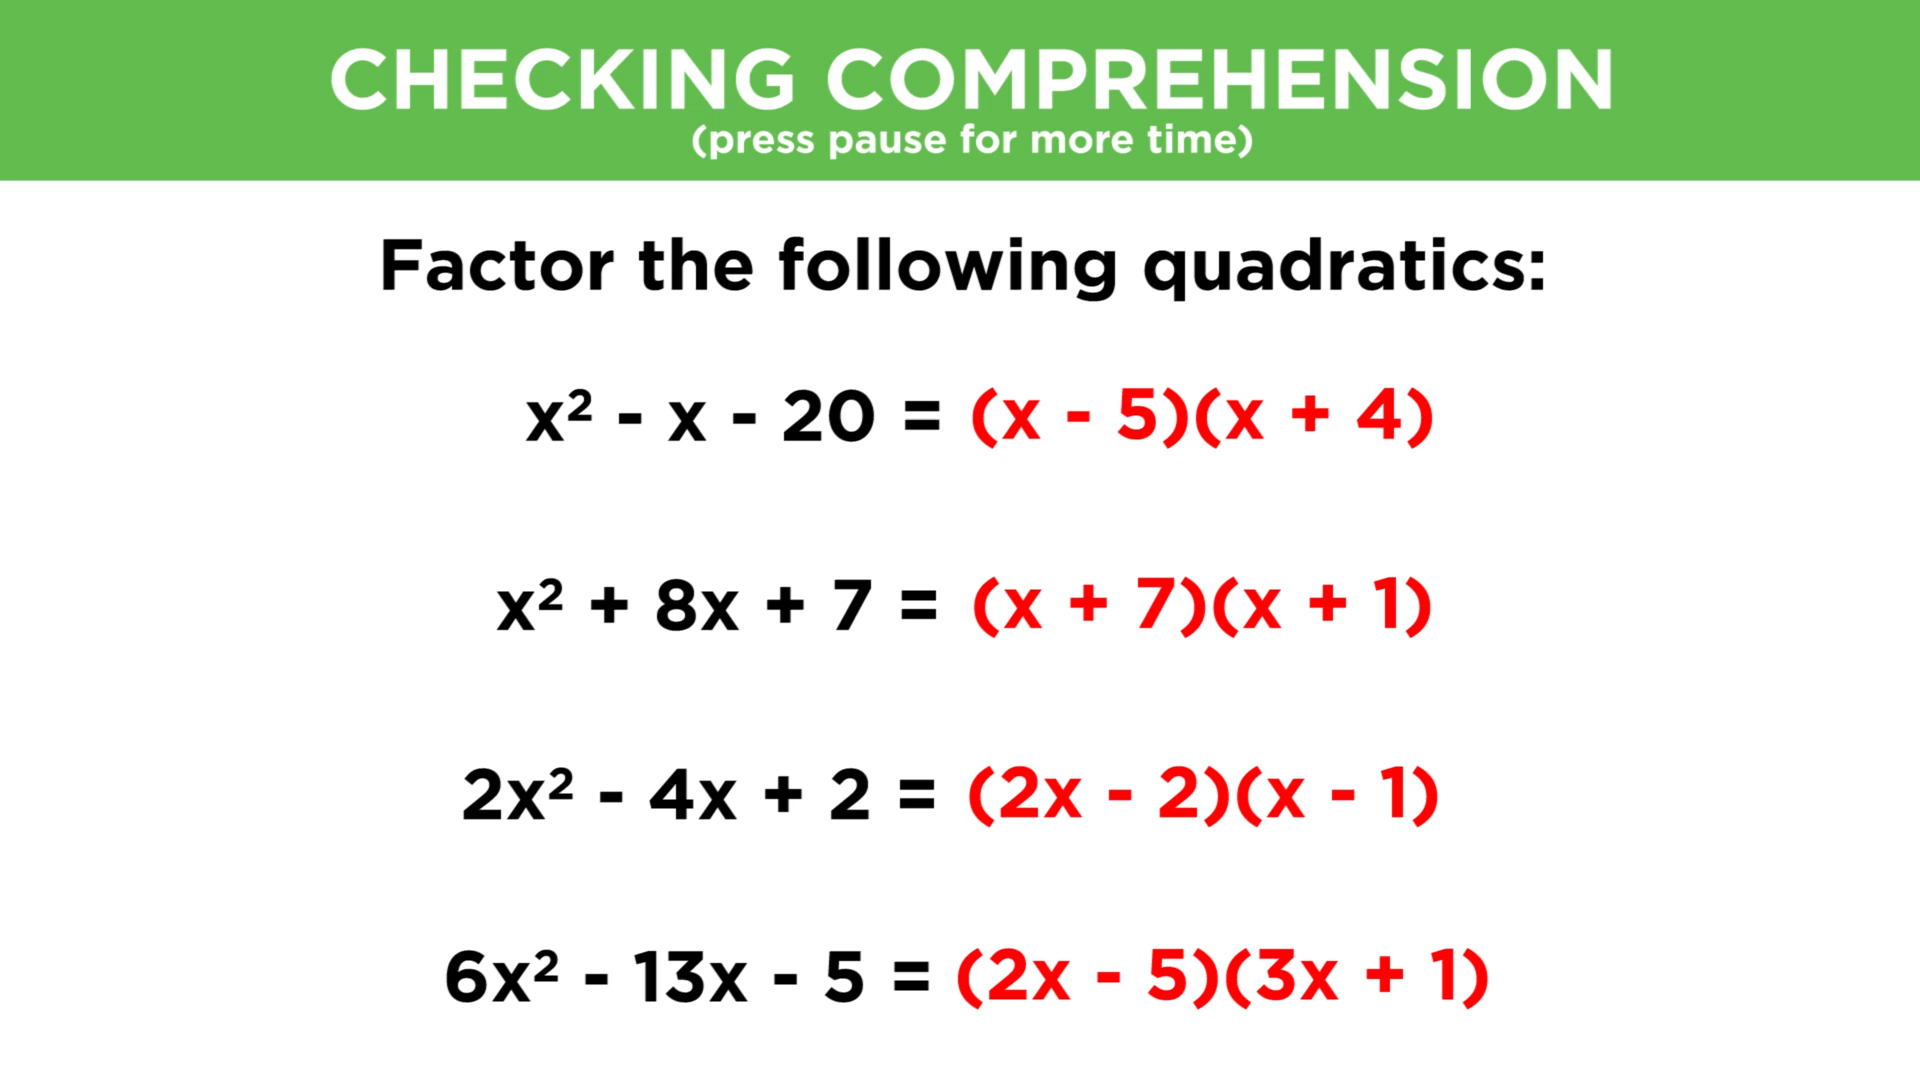 CHECKING COMPREHENSION
(press pause for more time)
Factor the following quadratics:
x² - x - 20 = (x - 5)(x + 4)
x² + 8x + 7 = (x + 7)(x + 1)
2x² - 4x + 2 = (2x - 2)(x - 1)
6x² - 13x - 5 = (2x - 5)(3x + 1)